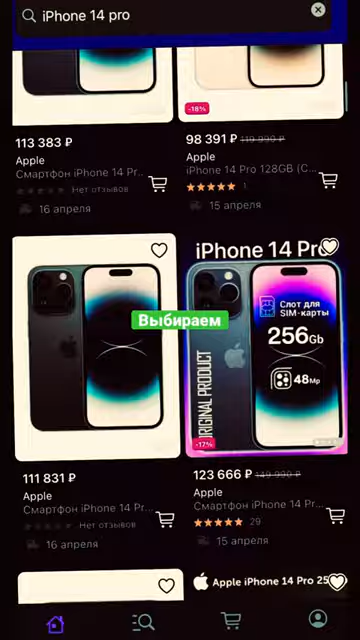 iPhone 14 pro
-18%
113 383 ₽
98 391 ₽ 119 990 ₽
Apple
Apple
Смартфон iPhone 14 Pr...
iPhone 14 Pro 128GB (С...
Нет отзывов
1
16 апреля
15 апреля
iPhone 14 Pro
Слот для
SIM-карты
256Gb
48Mp
ORIGINAL PRODUCT
Выбираем
-17%
111 831 ₽
123 666 ₽ 149 990 ₽
Apple
Apple
Смартфон iPhone 14 Pr...
Смартфон iPhone 14 Pr...
Нет отзывов
29
16 апреля
15 апреля
Apple iPhone 14 Pro 25